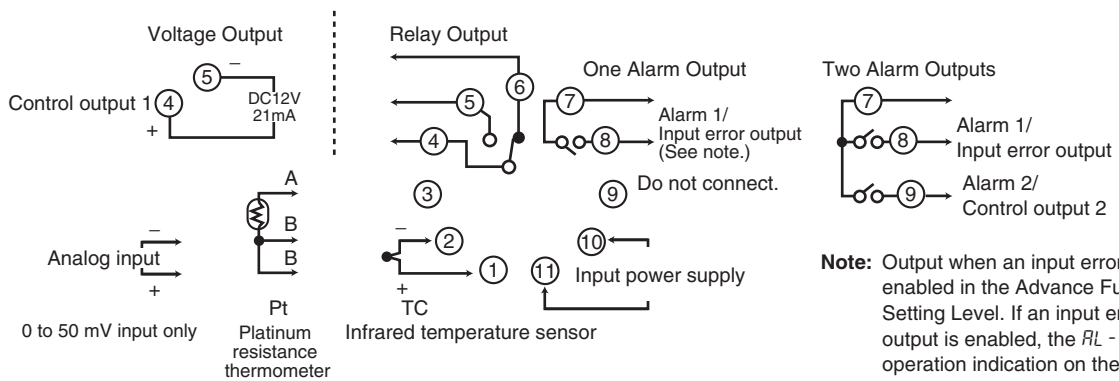 Voltage Output
Relay Output
One Alarm Output
Two Alarm Outputs
5
−
4
Control output 1
+
DC12V
21mA
6
5
4
7
8
Alarm 1/
Input error output
(See note.)
7
8
Alarm 1/
Input error output
9
Alarm 2/
Control output 2
3
9
Do not connect.
A
B
B
Pt
Platinum
resistance
thermometer
Analog input
−
+
0 to 50 mV input only
−
+
2
1
TC
Infrared temperature sensor
10
11
Input power supply
Note: Output when an input error
enabled in the Advance Fu
Setting Level. If an input er
output is enabled, the AL -
operation indication on the